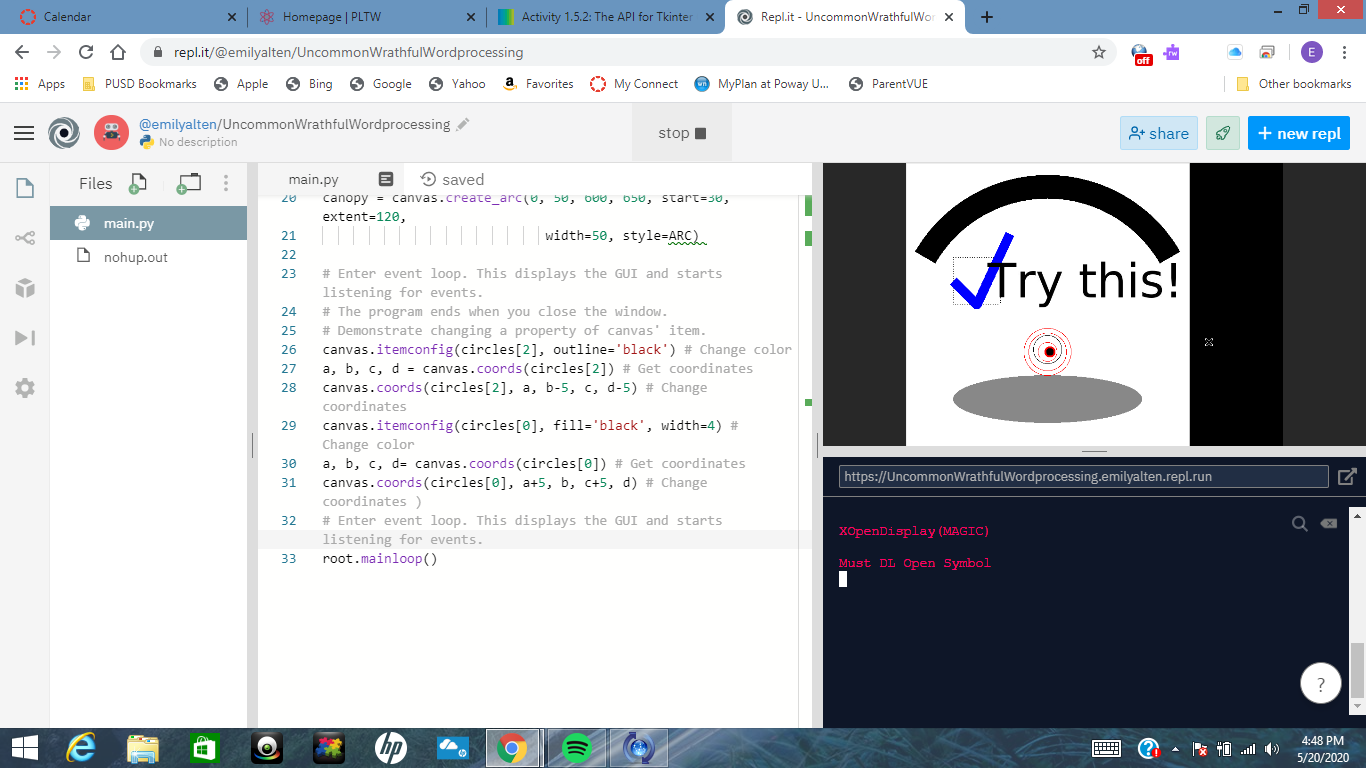 Calendar
Homepage | PLTW
Activity 1.5.2: The API for Tkinter
Repl.it - UncommonWrathfulWor
repl.it/@emilyalten/UncommonWrathfulWordprocessing
off
rw
E
Apps
PUSD Bookmarks
Apple
Bing
Google
Yahoo
Favorites
My Connect
MyPlan at Poway U...
ParentVUE
Other bookmarks
@emilyalten/UncommonWrathfulWordprocessing
No description
stop
share
+ new repl
Files
main.py
nohup.out
main.py
saved
20 canopy = canvas.create_arc(0, 50, 600, 650, start=30,
extent=120,
21 width=50, style=ARC)
22
23 # Enter event loop. This displays the GUI and starts
listening for events.
24 # The program ends when you close the window.
25 # Demonstrate changing a property of canvas' item.
26 canvas.itemconfig(circles[2], outline='black') # Change color
27 a, b, c, d = canvas.coords(circles[2]) # Get coordinates
28 canvas.coords(circles[2], a, b-5, c, d-5) # Change
coordinates
29 canvas.itemconfig(circles[0], fill='black', width=4) #
Change color
30 a, b, c, d= canvas.coords(circles[0]) # Get coordinates
31 canvas.coords(circles[0], a+5, b, c+5, d) # Change
coordinates )
32 # Enter event loop. This displays the GUI and starts
listening for events.
33 root.mainloop()
Try this!
https://UncommonWrathfulWordprocessing.emilyalten.repl.run
XOpenDisplay(MAGIC)
Must DL Open Symbol
?
hp
4:48 PM
5/20/2020